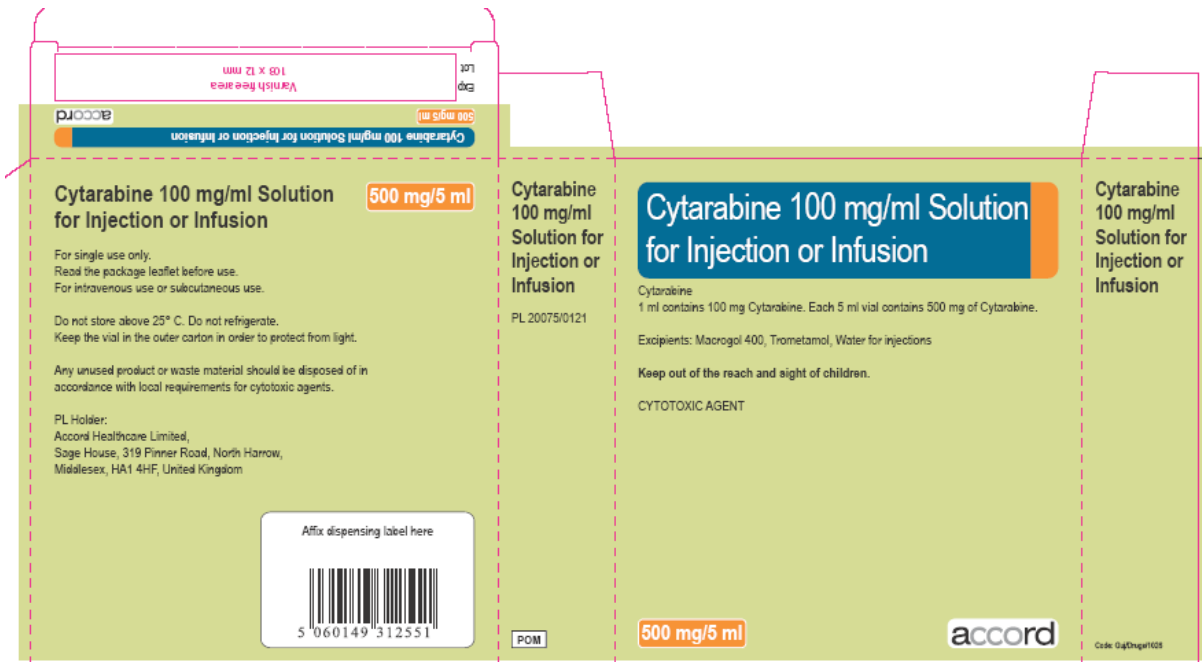 Varnish free area
108 x 12 mm
Exp
Lot
accord
500 mg/5 ml
Cytarabine 100 mg/ml Solution for Injection or Infusion
Cytarabine 100 mg/ml Solution
for Injection or Infusion
500 mg/5 ml
For single use only.
Read the package leaflet before use.
For intravenous use or subcutaneous use.
Do not store above 25° C. Do not refrigerate.
Keep the vial in the outer carton in order to protect from light.
Any unused product or waste material should be disposed of in
accordance with local requirements for cytotoxic agents.
PL Holder:
Accord Healthcare Limited,
Sage House, 319 Pinner Road, North Harrow,
Middlesex, HA1 4HF, United Kingdom
Affix dispensing label here
5 060149 312551
Cytarabine
100 mg/ml
Solution for
Injection or
Infusion
PL 20075/0121
POM
Cytarabine 100 mg/ml Solution
for Injection or Infusion
Cytarabine
1 ml contains 100 mg Cytarabine. Each 5 ml vial contains 500 mg of Cytarabine.
Excipients: Macrogol 400, Trometamol, Water for injections
Keep out of the reach and sight of children.
CYTOTOXIC AGENT
500 mg/5 ml
accord
Cytarabine
100 mg/ml
Solution for
Injection or
Infusion
Code: Guj/Drugs/1028